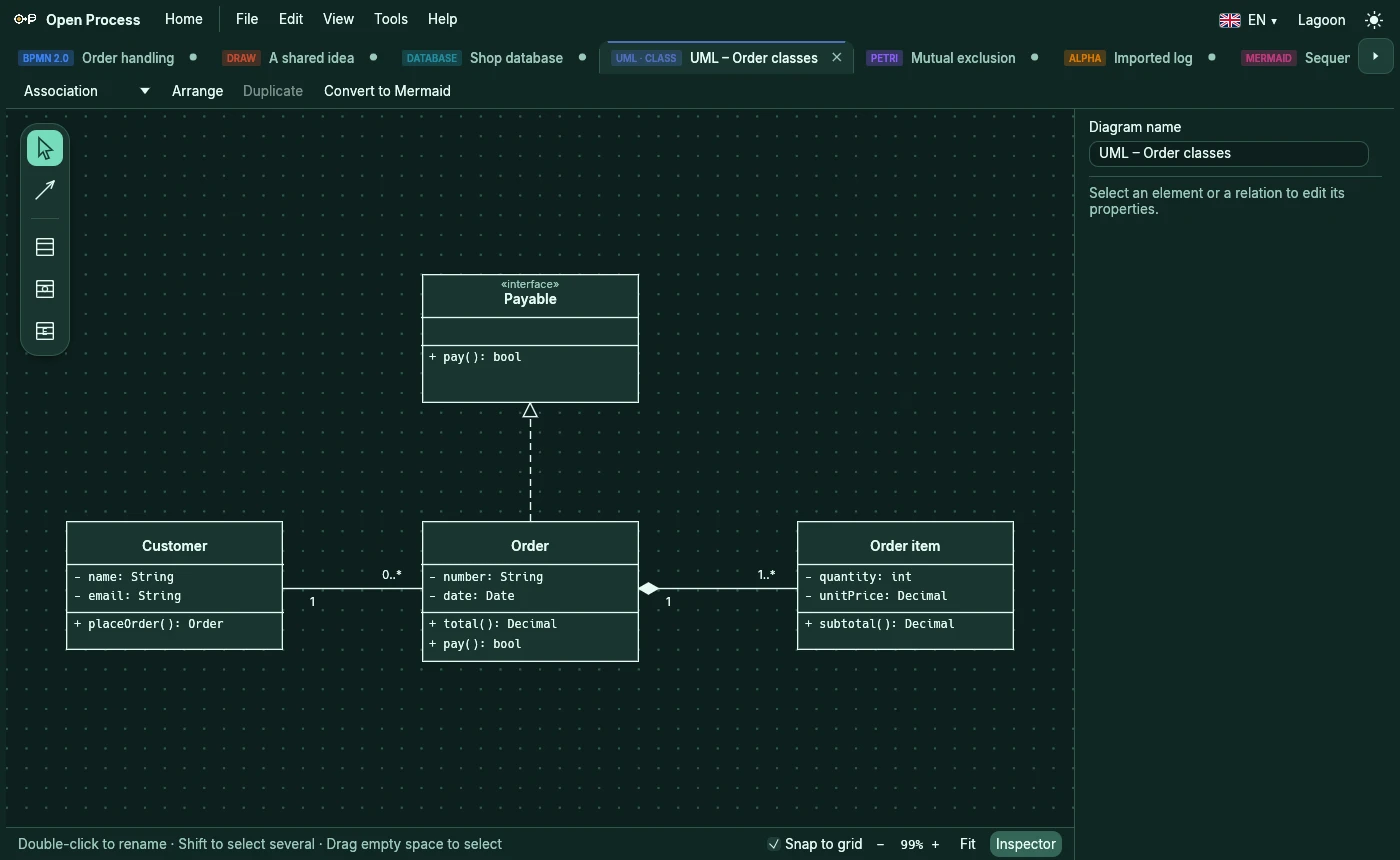 Open Process Home File Edit View Tools Help EN Lagoon
BPMN 2.0 Order handling DRAW A shared idea DATABASE Shop database UML · CLASS UML – Order classes PETRI Mutual exclusion ALPHA Imported log MERMAID Sequer
Association Arrange Duplicate Convert to Mermaid
Diagram name
UML – Order classes
Select an element or a relation to edit its
properties.
«interface»
Payable
+ pay(): bool
Customer
- name: String
- email: String
+ placeOrder(): Order
1
0..*
Order
- number: String
- date: Date
+ total(): Decimal
+ pay(): bool
1
1..*
Order item
- quantity: int
- unitPrice: Decimal
+ subtotal(): Decimal
E
Double-click to rename · Shift to select several · Drag empty space to select Snap to grid − 99% + Fit Inspector